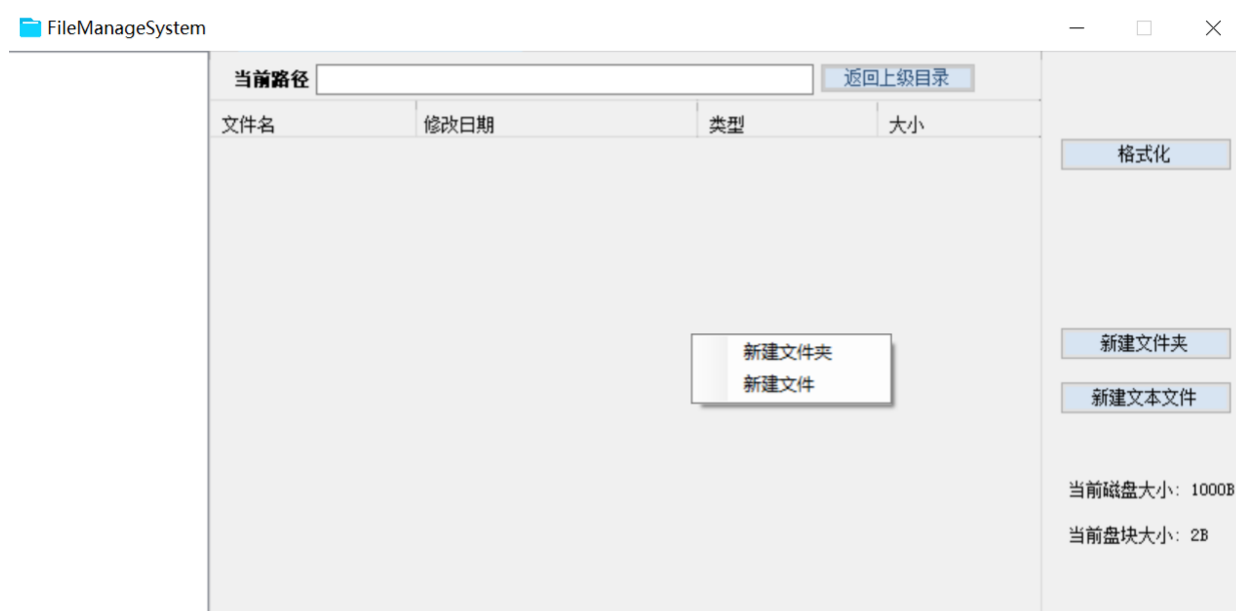 FileManageSystem
当前路径 返回上级目录
文件名 修改日期 类型 大小
格式化
新建文件夹
新建文件
新建文件夹
新建文本文件
当前磁盘大小: 1000B
当前盘块大小: 2B